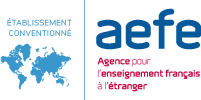 ÉTABLISSEMENT
CONVENTIONNÉ
aefe
Agence pour
l'enseignement français
à l'étranger